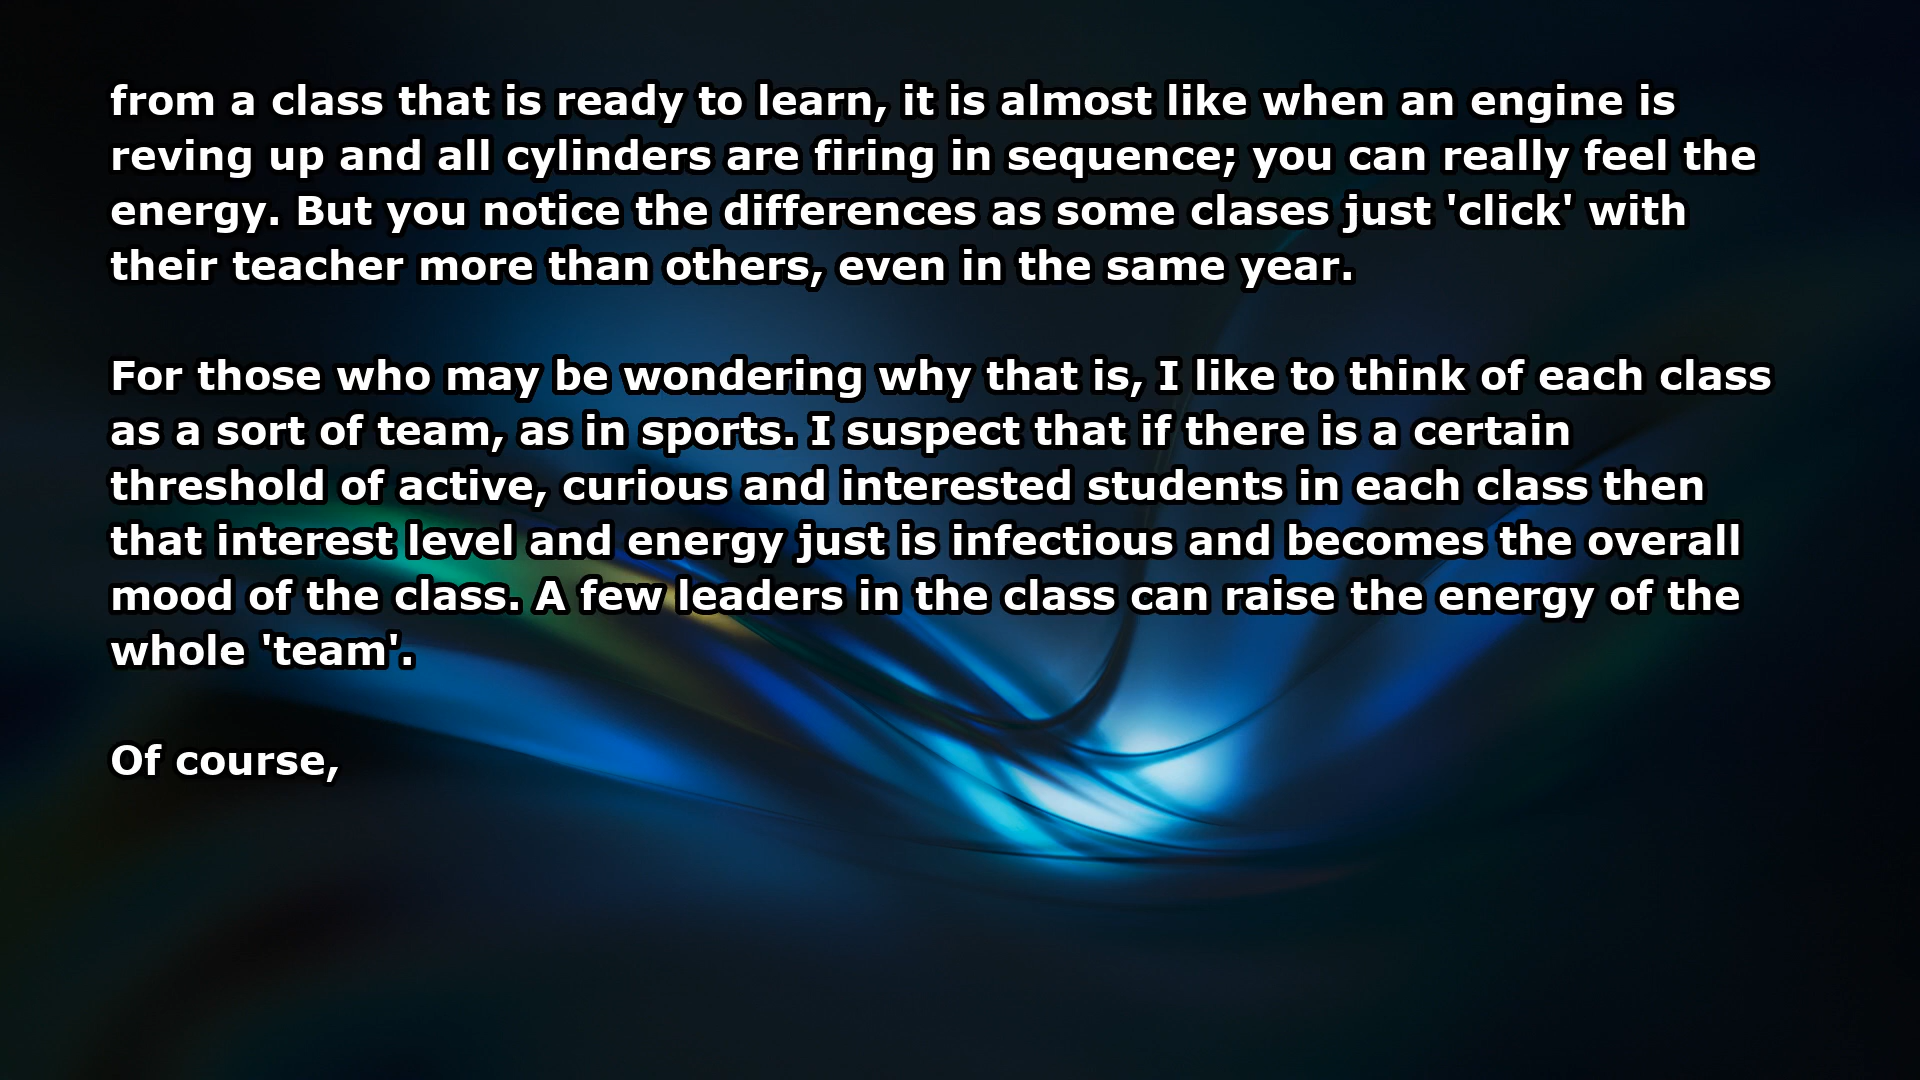 from a class that is ready to learn, it is almost like when an engine is
reving up and all cylinders are firing in sequence; you can really feel the
energy. But you notice the differences as some clases just 'click' with
their teacher more than others, even in the same year.
For those who may be wondering why that is, I like to think of each class
as a sort of team, as in sports. I suspect that if there is a certain
threshold of active, curious and interested students in each class then
that interest level and energy just is infectious and becomes the overall
mood of the class. A few leaders in the class can raise the energy of the
whole 'team'.
Of course,